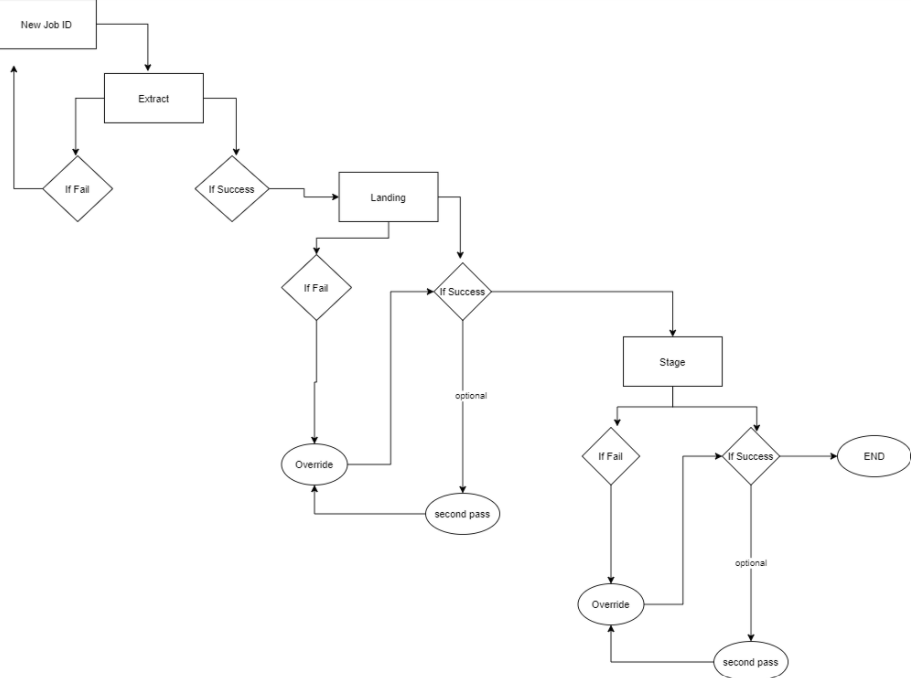 New Job ID
Extract
If Fail
If Success
Landing
If Fail
If Success
Stage
optional
If Fail
If Success
END
Override
second pass
optional
Override
second pass